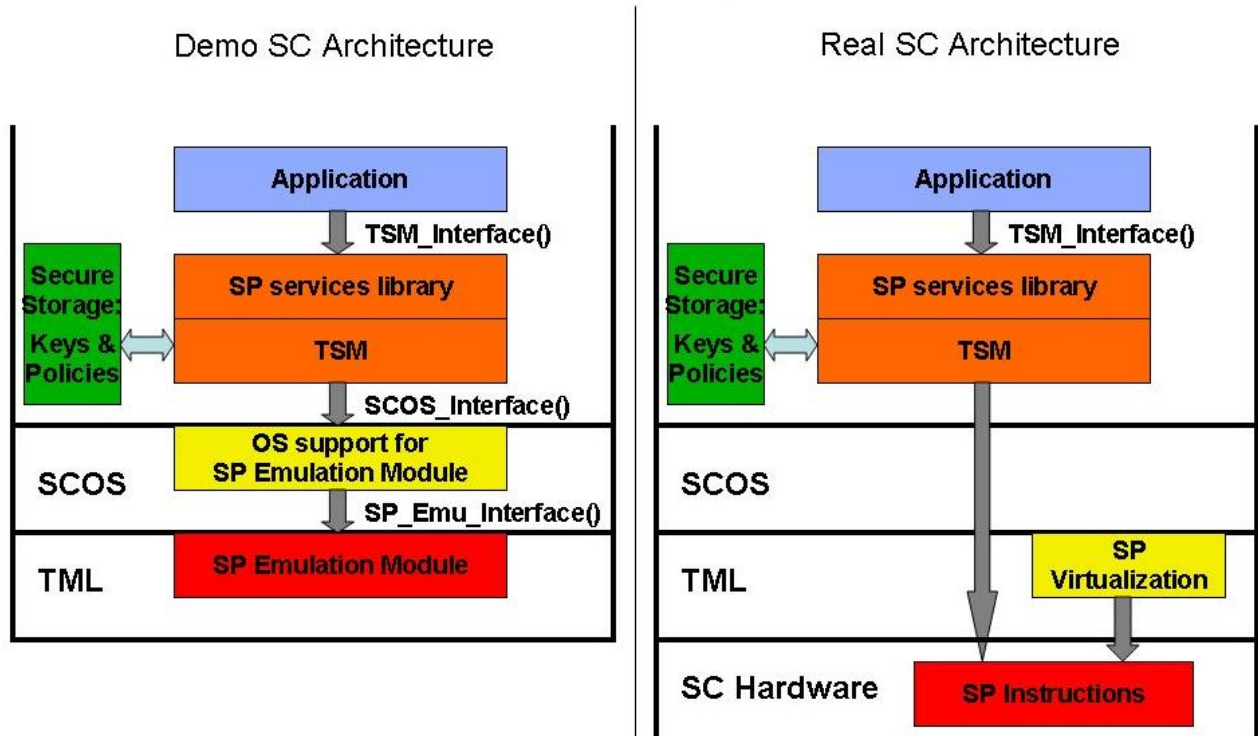 Demo SC Architecture
Application
TSM_Interface()
Secure
Storage:
Keys &
Policies
SP services library
TSM
SCOS_Interface()
SCOS
OS support for
SP Emulation Module
SP_Emu_Interface()
TML
SP Emulation Module
Real SC Architecture
Application
TSM_Interface()
Secure
Storage:
Keys &
Policies
SP services library
TSM
SCOS
TML
SP
Virtualization
SC Hardware
SP Instructions